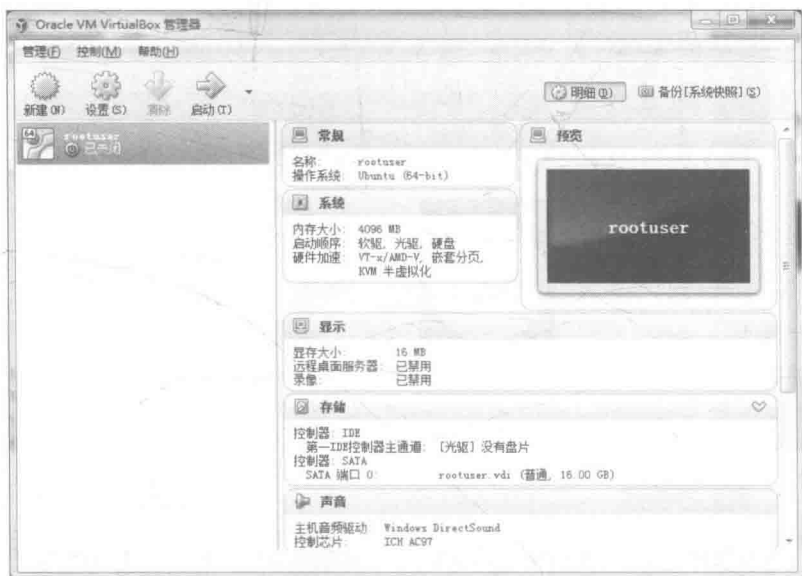 Oracle VM VirtualBox 管理器
管理(F) 控制(M) 帮助(H)
新建(N) 设置(S) 清除 启动(T)
明细(D) 备份[系统快照](S)
64
rootuser
已关闭
常规
名称: rootuser
操作系统: Ubuntu (64-bit)
系统
内存大小: 4096 MB
启动顺序: 软驱, 光驱, 硬盘
硬件加速: VT-x/AMD-V, 嵌套分页,
KVM 半虚拟化
预览
rootuser
显示
显存大小: 16 MB
远程桌面服务器: 已禁用
录像: 已禁用
存储
控制器: IDE
第一IDE控制器主通道: [光驱] 没有盘片
控制器: SATA
SATA 端口 0: rootuser.vdi (普通, 16.00 GB)
声音
主机音频驱动: Windows DirectSound
控制芯片: ICH AC97